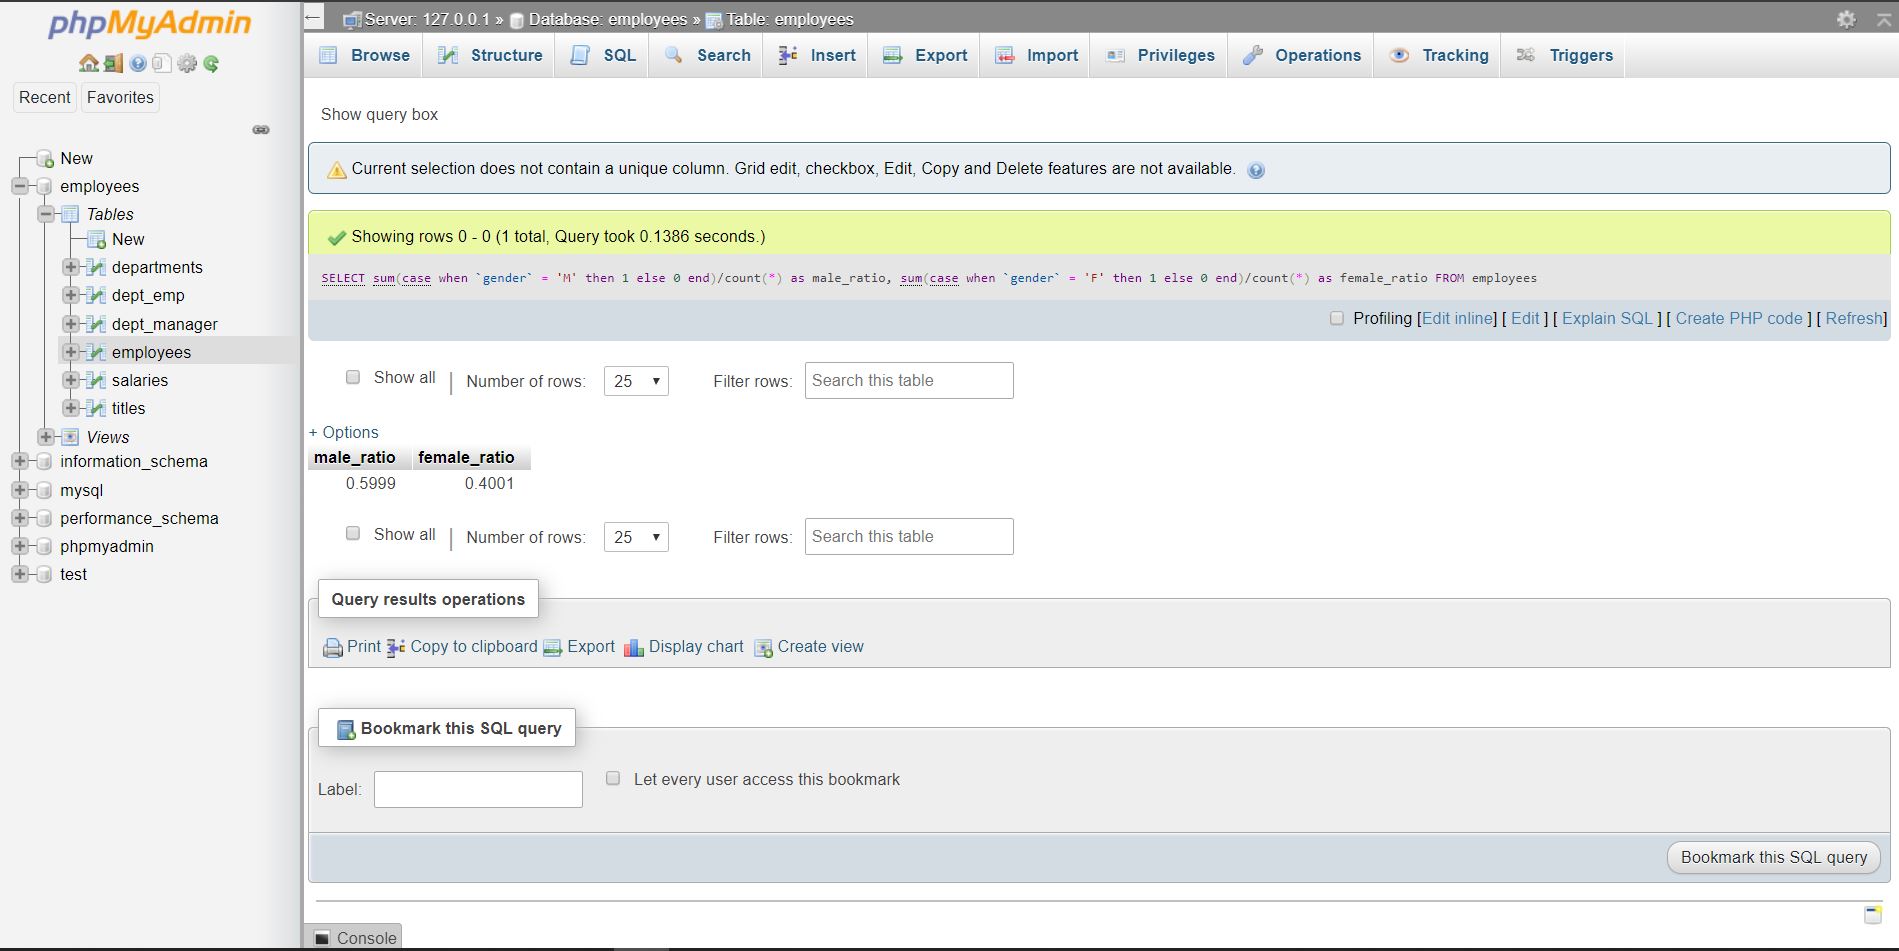 phpMyAdmin
Recent Favorites
New
employees
Tables
New
departments
dept_emp
dept_manager
employees
salaries
titles
Views
information_schema
mysql
performance_schema
phpmyadmin
test
Server: 127.0.0.1 » Database: employees » Table: employees
Browse Structure SQL Search Insert Export Import Privileges Operations Tracking Triggers
Show query box
Current selection does not contain a unique column. Grid edit, checkbox, Edit, Copy and Delete features are not available.
Showing rows 0 - 0 (1 total, Query took 0.1386 seconds.)
SELECT sum(case when `gender` = 'M' then 1 else 0 end)/count(*) as male_ratio, sum(case when `gender` = 'F' then 1 else 0 end)/count(*) as female_ratio FROM employees
Profiling [Edit inline] [ Edit ] [ Explain SQL ] [ Create PHP code ] [ Refresh]
Show all | Number of rows: 25 Filter rows: Search this table
+ Options
male_ratio female_ratio
0.5999 0.4001
Show all | Number of rows: 25 Filter rows: Search this table
Query results operations
Print Copy to clipboard Export Display chart Create view
Bookmark this SQL query
Label: Let every user access this bookmark
Bookmark this SQL query
Console